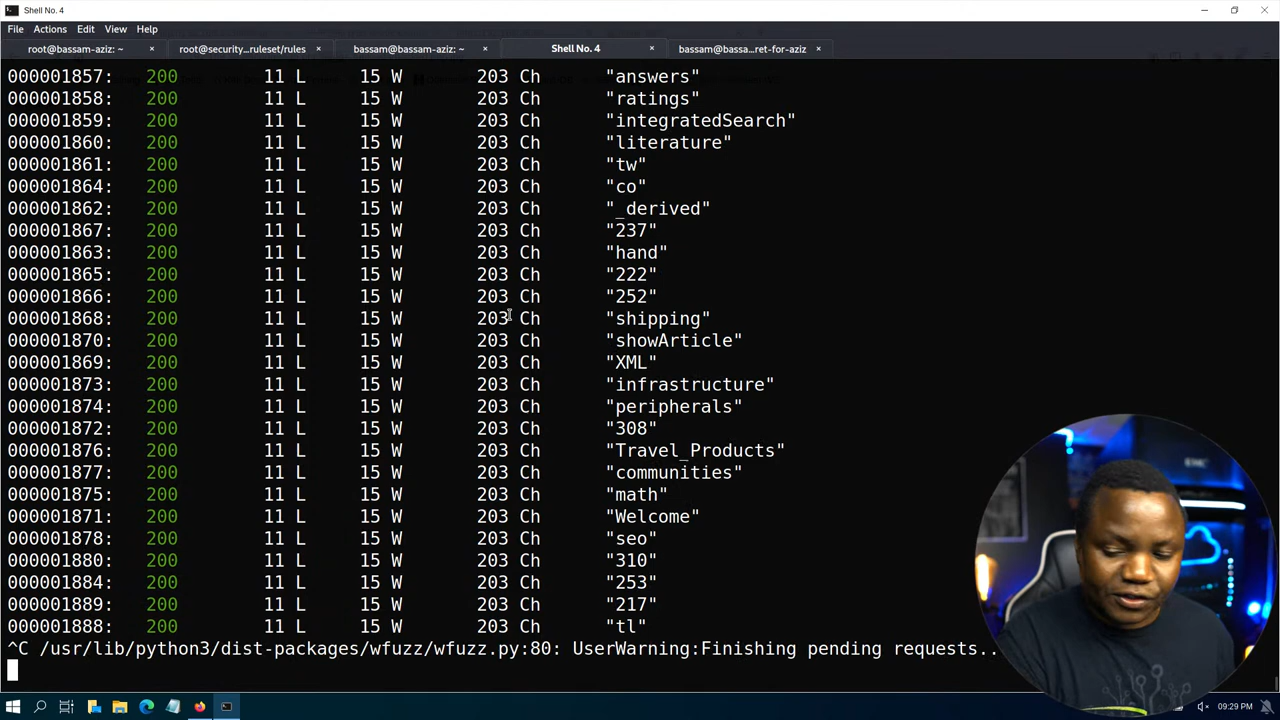 Shell No. 4
File Actions Edit View Help
root@bassam-aziz: ~ × root@security...ruleset/rules × bassam@bassam-aziz: ~ × Shell No. 4 × bassam@bassa...ret-for-aziz ×
000001857: 200 11 L 15 W 203 Ch "answers"
000001858: 200 11 L 15 W 203 Ch "ratings"
000001859: 200 11 L 15 W 203 Ch "integratedSearch"
000001860: 200 11 L 15 W 203 Ch "literature"
000001861: 200 11 L 15 W 203 Ch "tw"
000001864: 200 11 L 15 W 203 Ch "co"
000001862: 200 11 L 15 W 203 Ch "_derived"
000001867: 200 11 L 15 W 203 Ch "237"
000001863: 200 11 L 15 W 203 Ch "hand"
000001865: 200 11 L 15 W 203 Ch "222"
000001866: 200 11 L 15 W 203 Ch "252"
000001868: 200 11 L 15 W 203 Ch "shipping"
000001870: 200 11 L 15 W 203 Ch "showArticle"
000001869: 200 11 L 15 W 203 Ch "XML"
000001873: 200 11 L 15 W 203 Ch "infrastructure"
000001874: 200 11 L 15 W 203 Ch "peripherals"
000001872: 200 11 L 15 W 203 Ch "308"
000001876: 200 11 L 15 W 203 Ch "Travel_Products"
000001877: 200 11 L 15 W 203 Ch "communities"
000001875: 200 11 L 15 W 203 Ch "math"
000001871: 200 11 L 15 W 203 Ch "Welcome"
000001878: 200 11 L 15 W 203 Ch "seo"
000001880: 200 11 L 15 W 203 Ch "310"
000001884: 200 11 L 15 W 203 Ch "253"
000001889: 200 11 L 15 W 203 Ch "217"
000001888: 200 11 L 15 W 203 Ch "tl"
^C /usr/lib/python3/dist-packages/wfuzz/wfuzz.py:80: UserWarning:Finishing pending requests..
09:29 PM